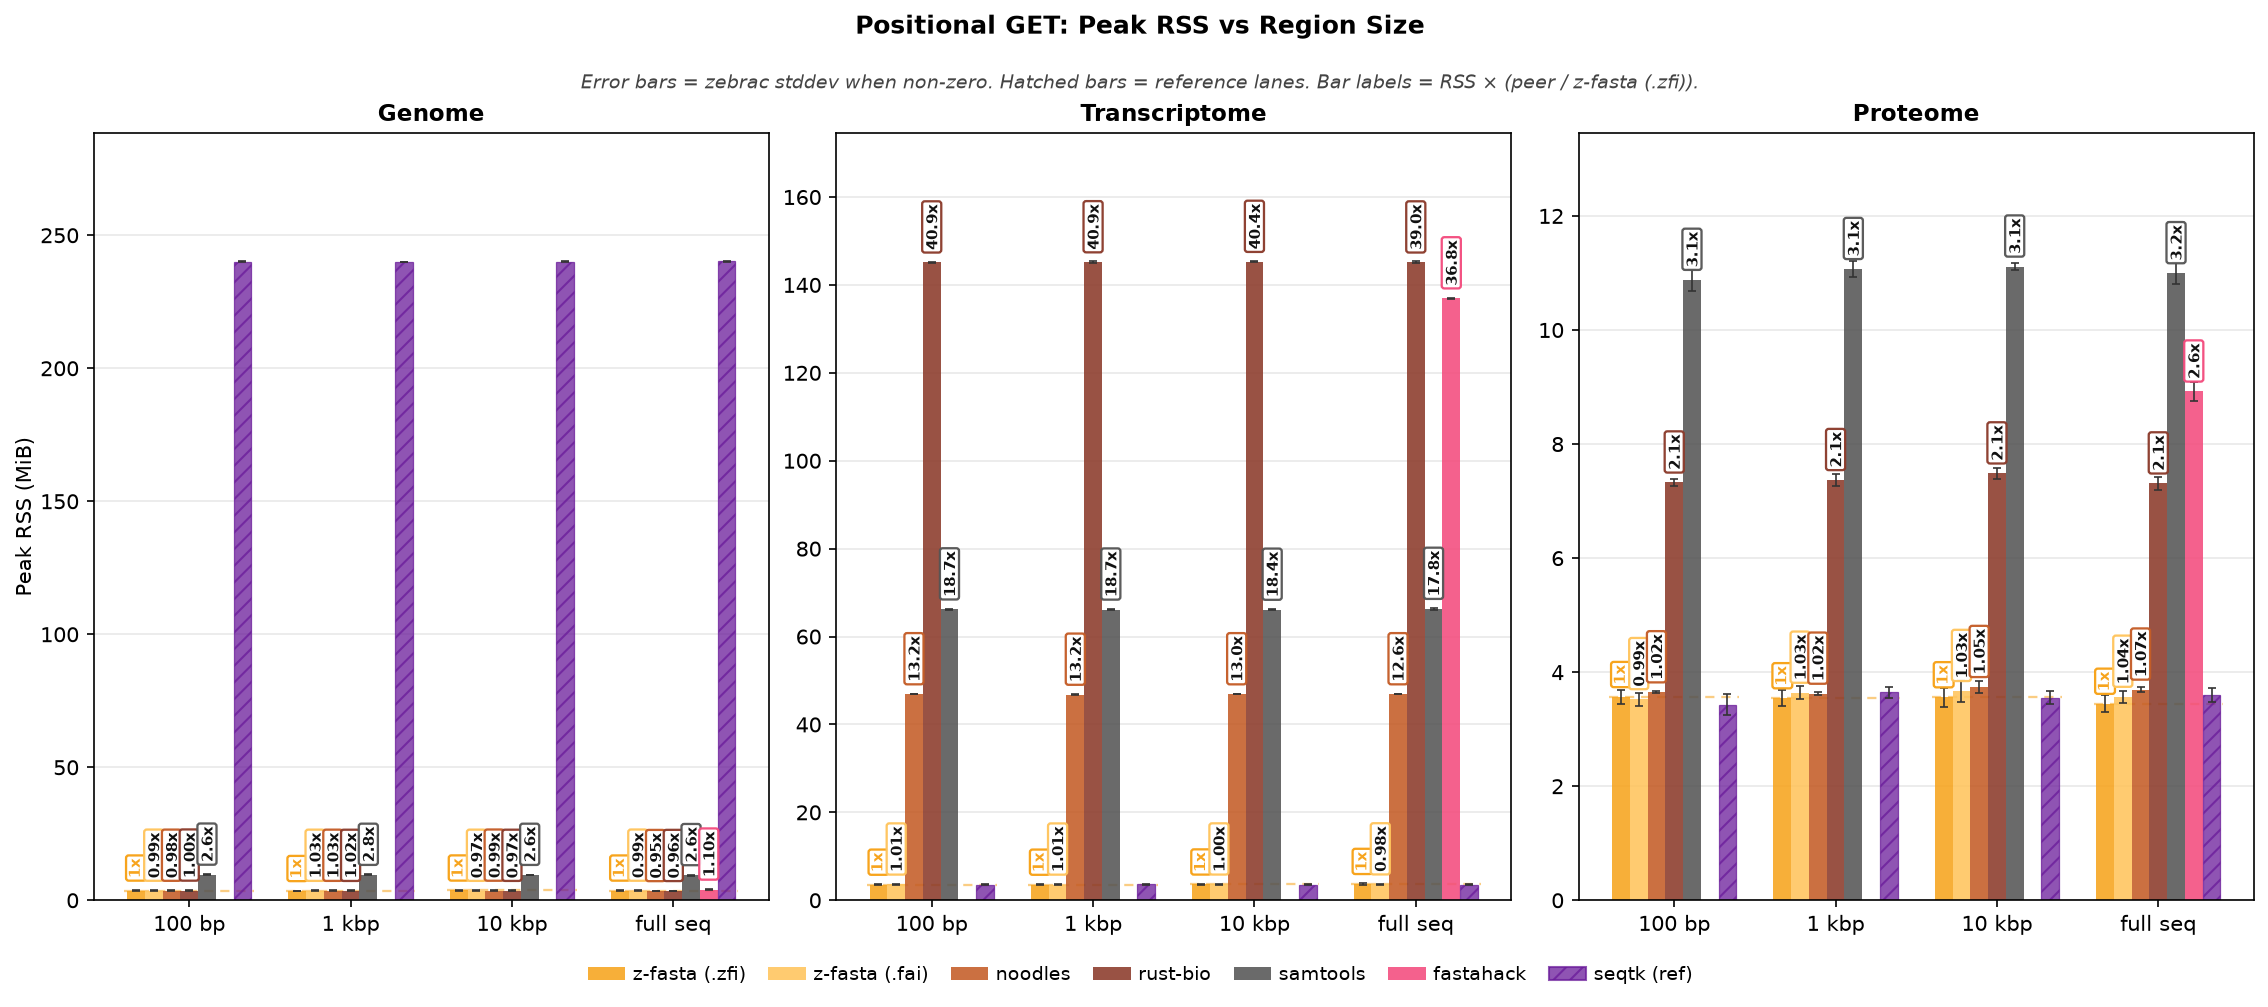 Positional GET: Peak RSS vs Region Size
Error bars = zebrac stddev when non-zero. Hatched bars = reference lanes. Bar labels = RSS × (peer / z-fasta (.zfi)).
Genome
Peak RSS (MiB)
250
200
150
100
50
0
1x 0.99x 0.98x 1.00x 2.6x
1x 1.03x 1.03x 1.02x 2.8x
1x 0.97x 0.99x 0.97x 2.6x
1x 0.99x 0.95x 0.96x 2.6x 1.10x
100 bp 1 kbp 10 kbp full seq
Transcriptome
160
140
120
100
80
60
40
20
0
1x 1.01x 13.2x 40.9x 18.7x
1x 1.01x 13.2x 40.9x 18.7x
1x 1.00x 13.0x 40.4x 18.4x
1x 0.98x 12.6x 39.0x 17.8x 36.8x
100 bp 1 kbp 10 kbp full seq
Proteome
12
10
8
6
4
2
0
1x 0.99x 1.02x 2.1x 3.1x
1x 1.03x 1.02x 2.1x 3.1x
1x 1.03x 1.05x 2.1x 3.1x
1x 1.04x 1.07x 2.1x 3.2x 2.6x
100 bp 1 kbp 10 kbp full seq
z-fasta (.zfi) z-fasta (.fai) noodles rust-bio samtools fastahack seqtk (ref)